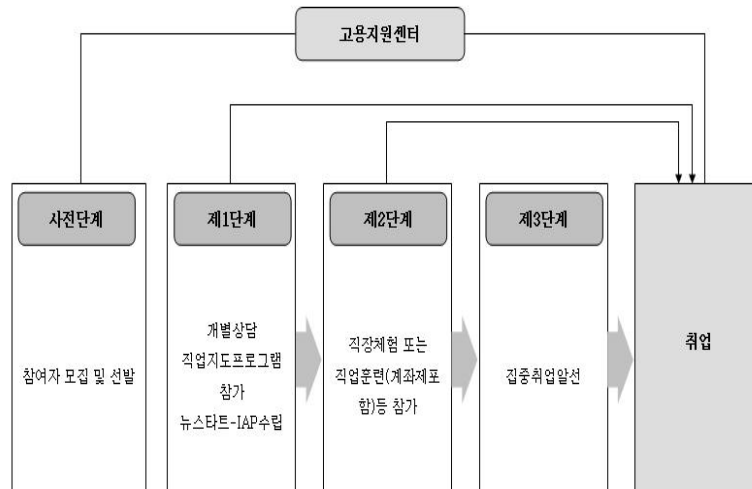 고용지원센터
사전단계
참여자 모집 및 선발
제1단계
개별상담
직업지도프로그램
참가
뉴스타트-IAP수립
제2단계
직장체험 또는
직업훈련(계좌제포
함)등 참가
제3단계
집중취업알선
취업